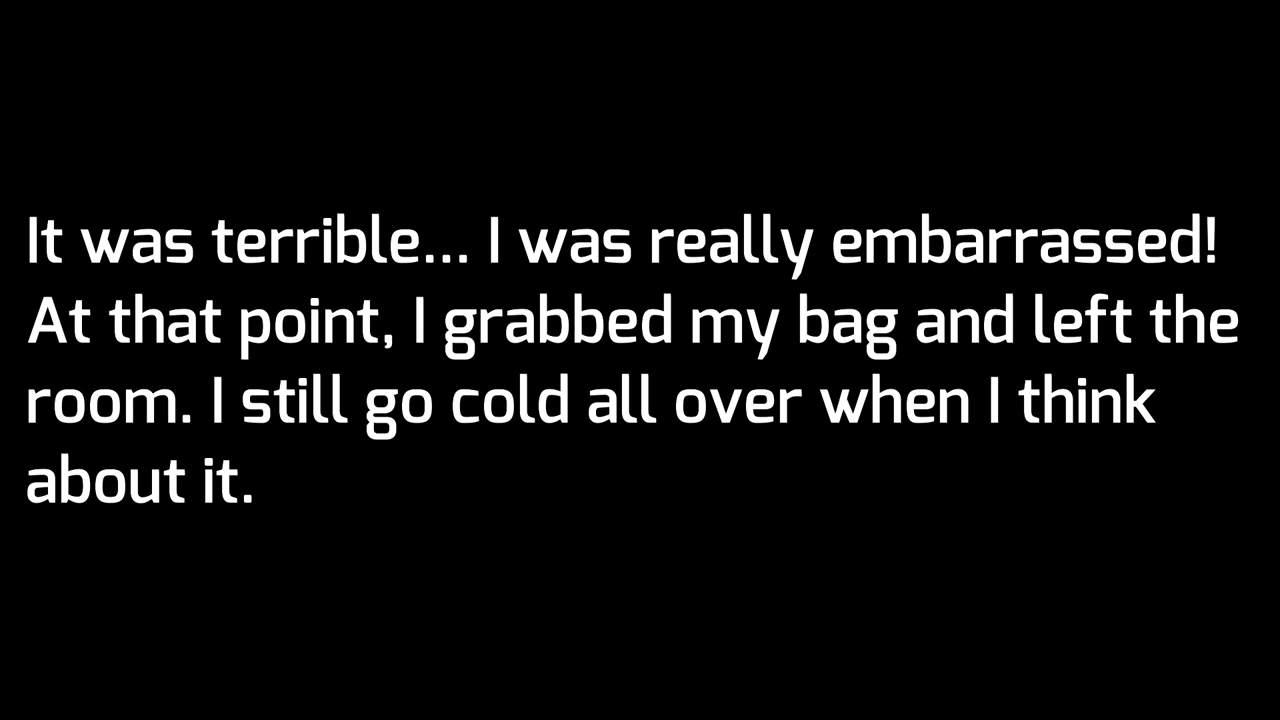 It was terrible... I was really embarrassed!
At that point, I grabbed my bag and left the
room. I still go cold all over when I think
about it.